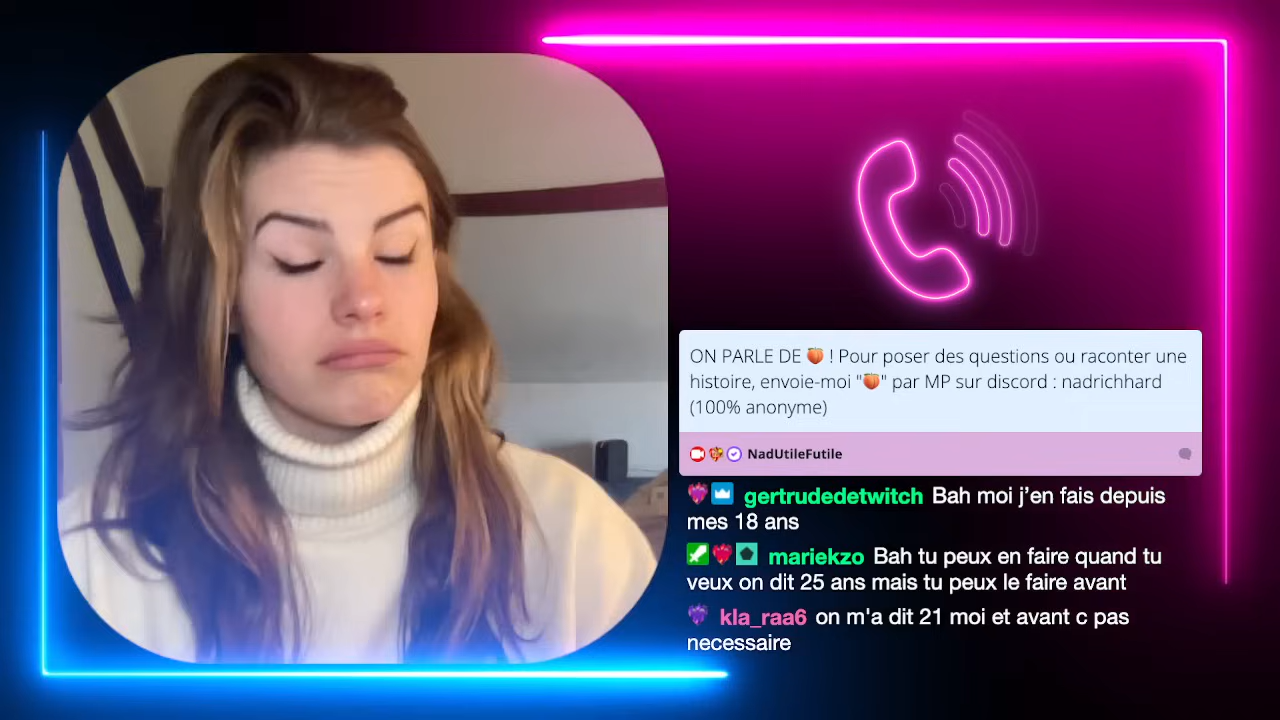 ON PARLE DE 🍑 ! Pour poser des questions ou raconter une
histoire, envoie-moi "🍑" par MP sur discord : nadrichhard
(100% anonyme)
NadUtileFutile
gertrudedetwitch Bah moi j’en fais depuis
mes 18 ans
mariekzo Bah tu peux en faire quand tu
veux on dit 25 ans mais tu peux le faire avant
kla_raa6 on m'a dit 21 moi et avant c pas
necessaire